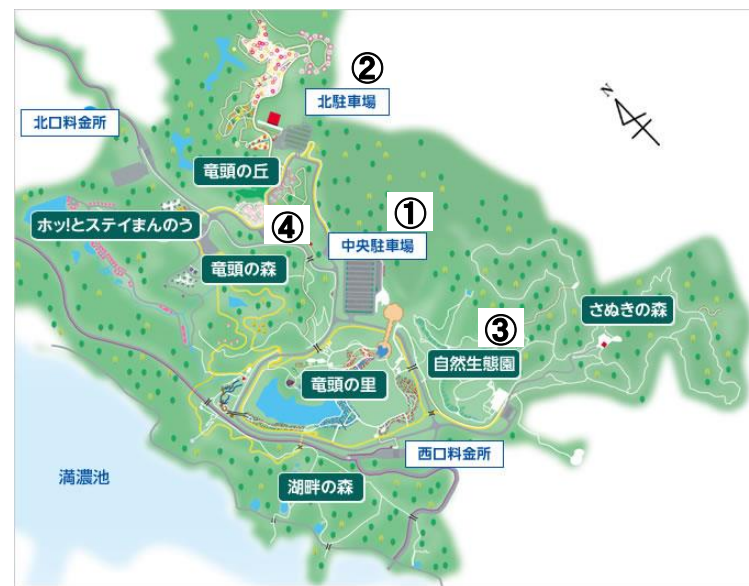 ②
北駐車場
N
北口料金所
竜頭の丘
①
ホッ!とステイまんのう
④
中央駐車場
竜頭の森
さぬきの森
③
自然生態園
竜頭の里
西口料金所
満濃池
湖畔の森